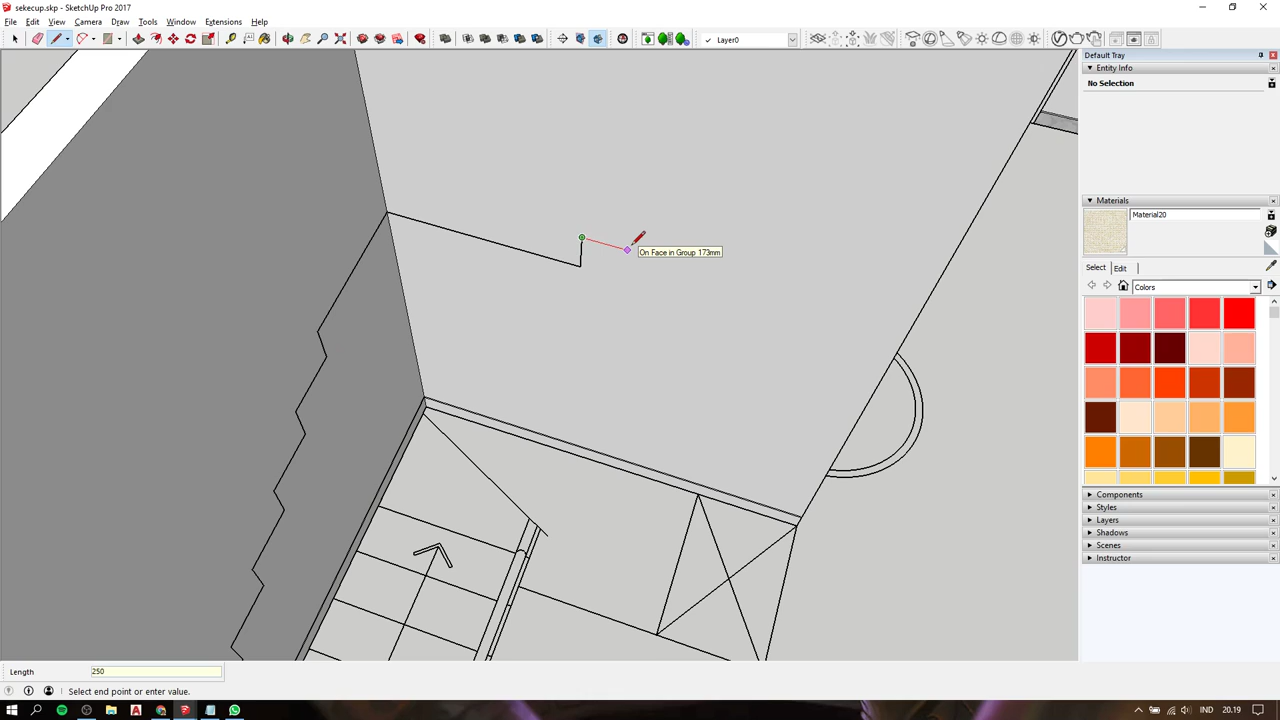 sekecup.skp - SketchUp Pro 2017
File Edit View Camera Draw Tools Window Extensions Help
Layer0
Default Tray
Entity Info
No Selection
Materials
Material20
Select Edit
Colors
On Face in Group 173mm
Components
Styles
Layers
Shadows
Scenes
Instructor
Length 250
Select end point or enter value.
IND 20.19